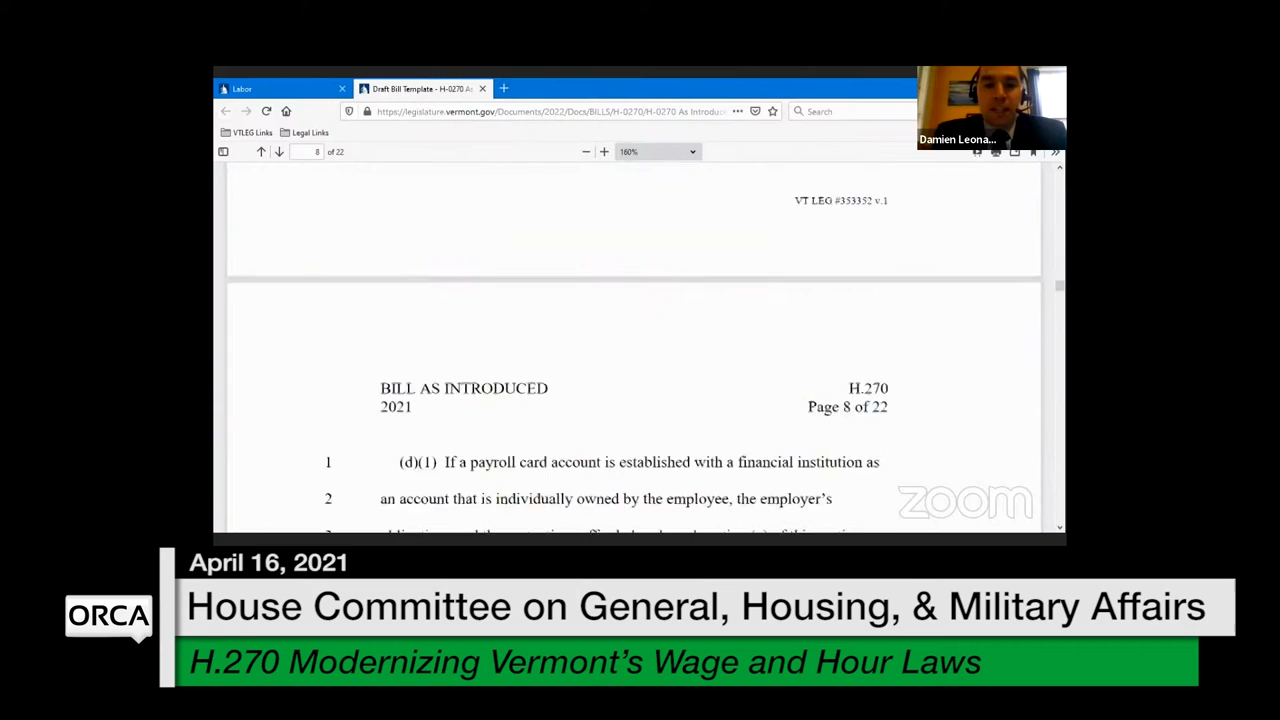 Labor
Draft Bill Template - H-0270 As
https://legislature.vermont.gov/Documents/2022/Docs/BILLS/H-0270/H-0270 As Introduc
Search
VTLEG Links
Legal Links
8 of 22
160%
Damien Leona...
VT LEG #353352 v.1
BILL AS INTRODUCED H.270
2021 Page 8 of 22
1 (d)(1) If a payroll card account is established with a financial institution as
2 an account that is individually owned by the employee, the employer's
zoom
April 16, 2021
ORCA
House Committee on General, Housing, & Military Affairs
H.270 Modernizing Vermont's Wage and Hour Laws